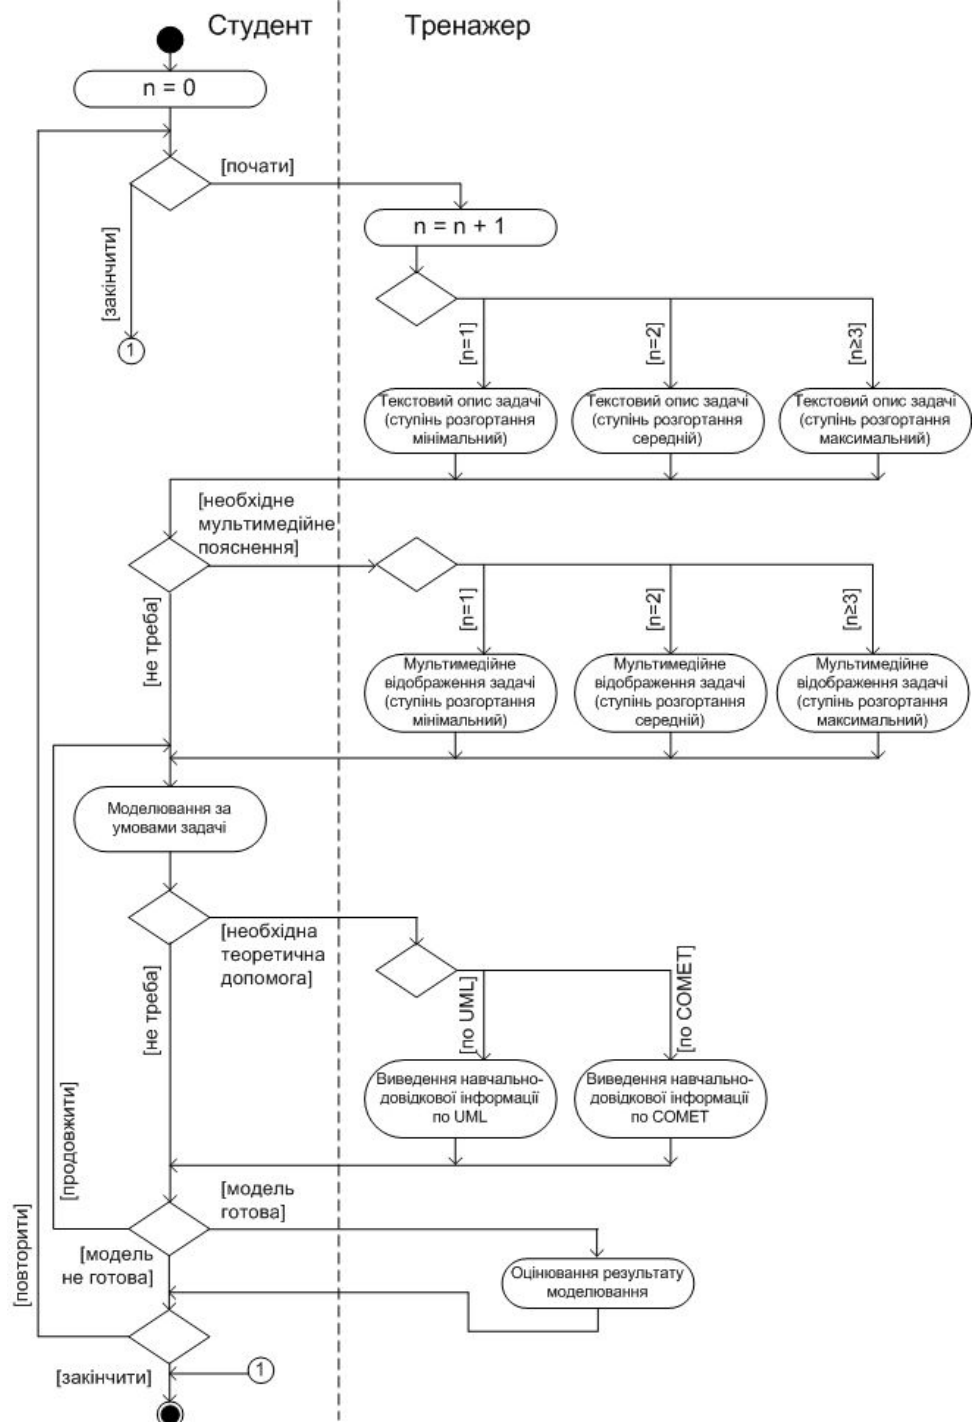 Студент
Тренажер
n = 0
[почати]
n = n + 1
[закінчити]
1
[n=1]
[n=2]
[n≥3]
Текстовий опис задачі
(ступінь розгортання
мінімальний)
Текстовий опис задачі
(ступінь розгортання
середній)
Текстовий опис задачі
(ступінь розгортання
максимальний)
[необхідне
мультимедійне
пояснення]
[не треба]
[n=1]
[n=2]
[n≥3]
Мультимедійне
відображення задачі
(ступінь розгортання
мінімальний)
Мультимедійне
відображення задачі
(ступінь розгортання
середній)
Мультимедійне
відображення задачі
(ступінь розгортання
максимальний)
Моделювання за
умовами задачі
[необхідна
теоретична
допомога]
[не треба]
[по UML]
[по COMET]
Виведення навчально-
довідкової інформації
по UML
Виведення навчально-
довідкової інформації
по COMET
[продовжити]
[модель
готова]
[повторити]
[модель
не готова]
Оцінювання результату
моделювання
[закінчити]
1